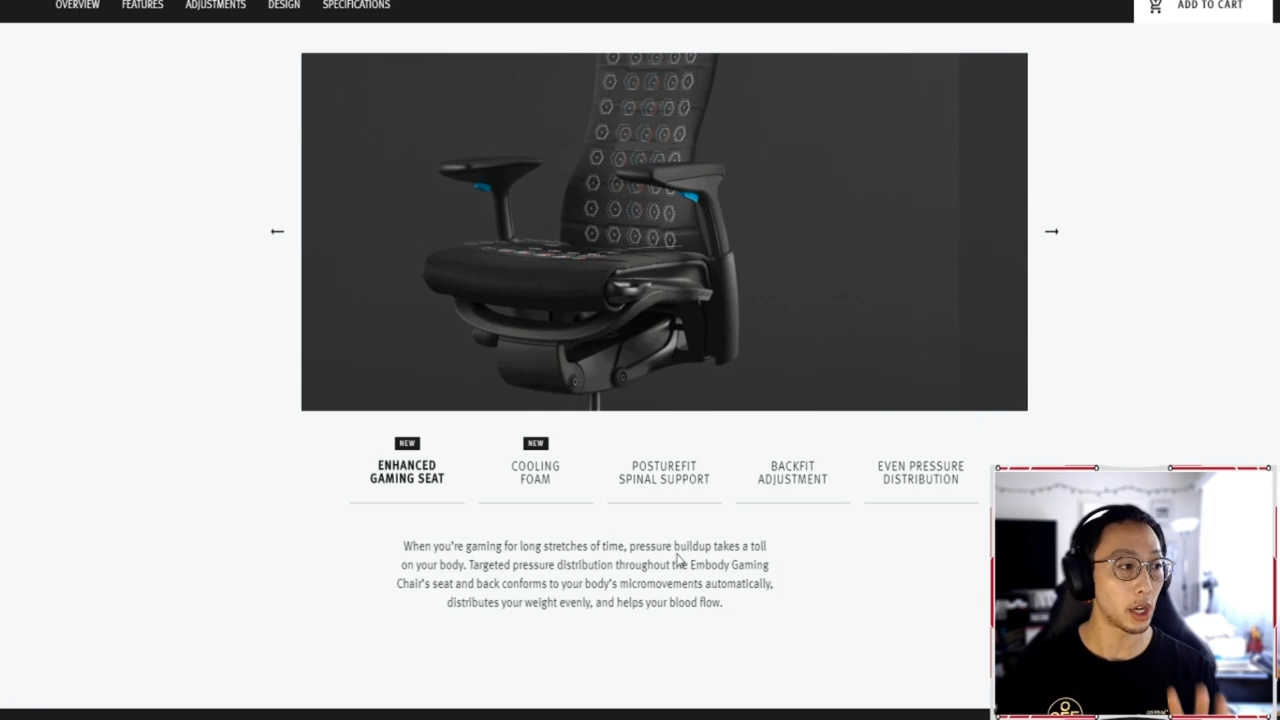 OVERVIEW FEATURES ADJUSTMENTS DESIGN SPECIFICATIONS
ADD TO CART
NEW
ENHANCED
GAMING SEAT
NEW
COOLING
FOAM
POSTUREFIT
SPINAL SUPPORT
BACKFIT
ADJUSTMENT
EVEN PRESSURE
DISTRIBUTION
When you're gaming for long stretches of time, pressure buildup takes a toll
on your body. Targeted pressure distribution throughout the Embody Gaming
Chair's seat and back conforms to your body's micromovements automatically,
distributes your weight evenly, and helps your blood flow.